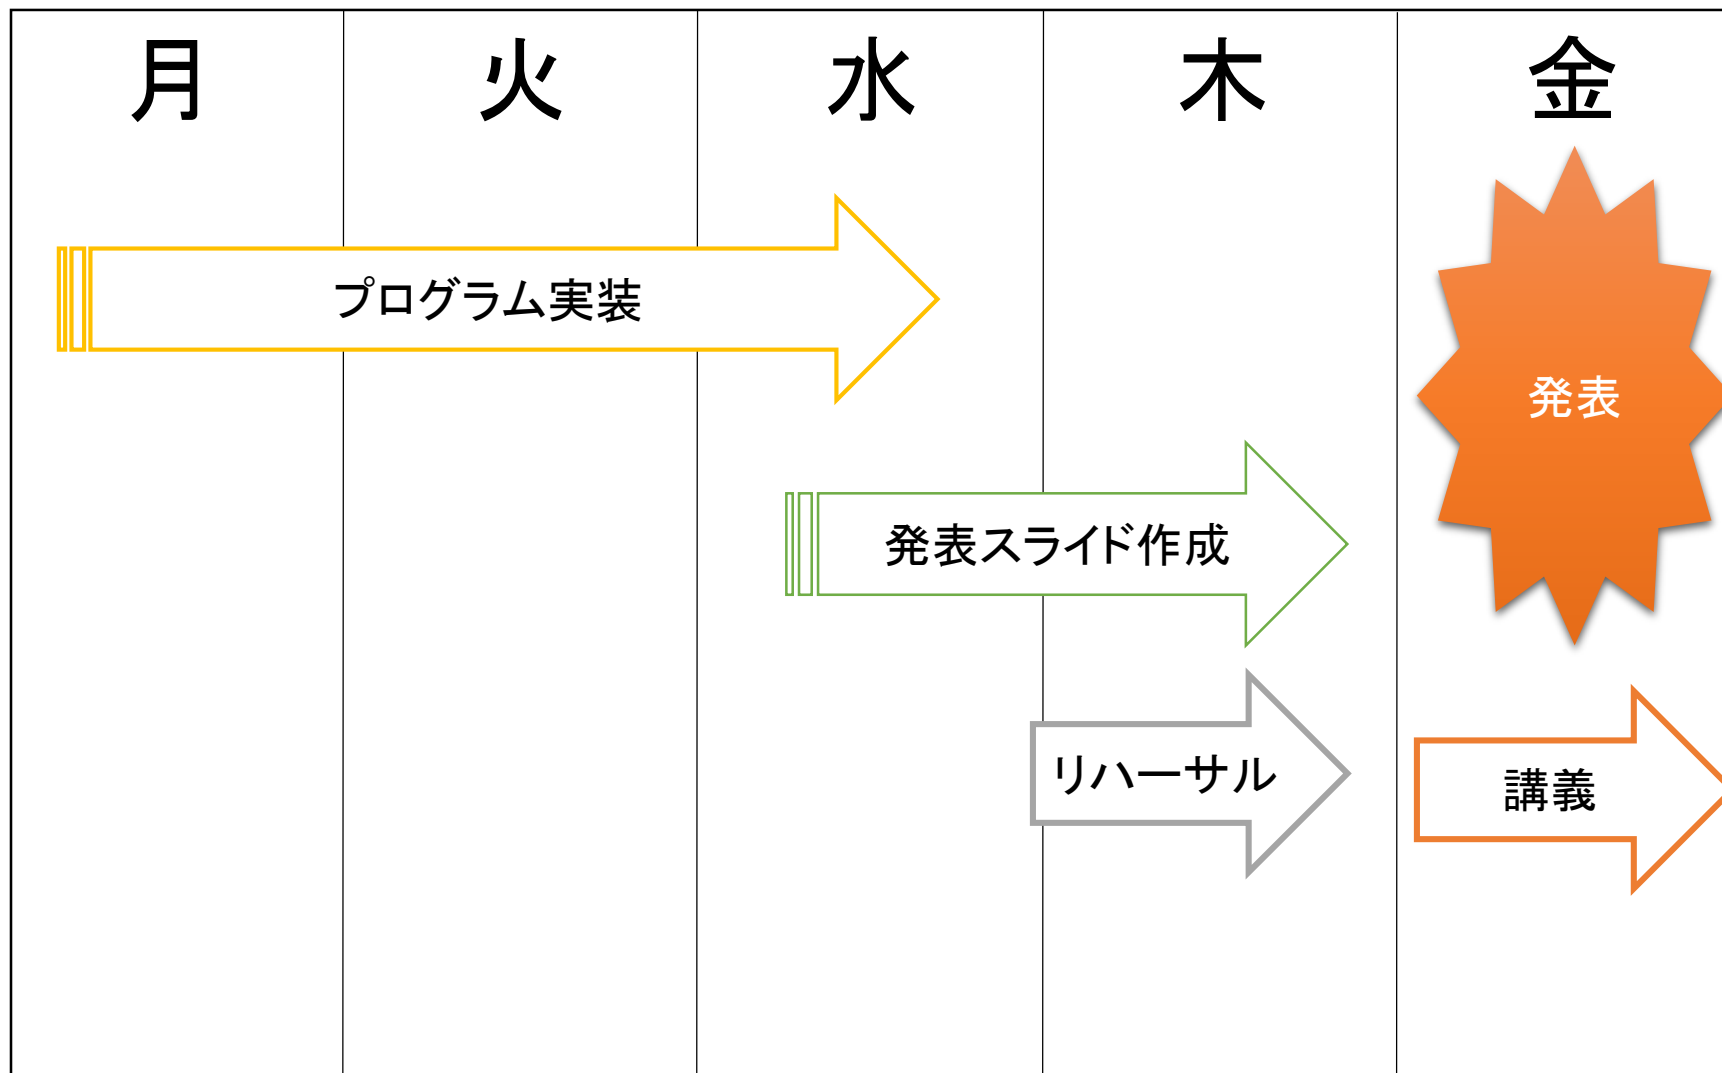 月 火 水 木 金
プログラム実装
発表
発表スライド作成
リハーサル
講義